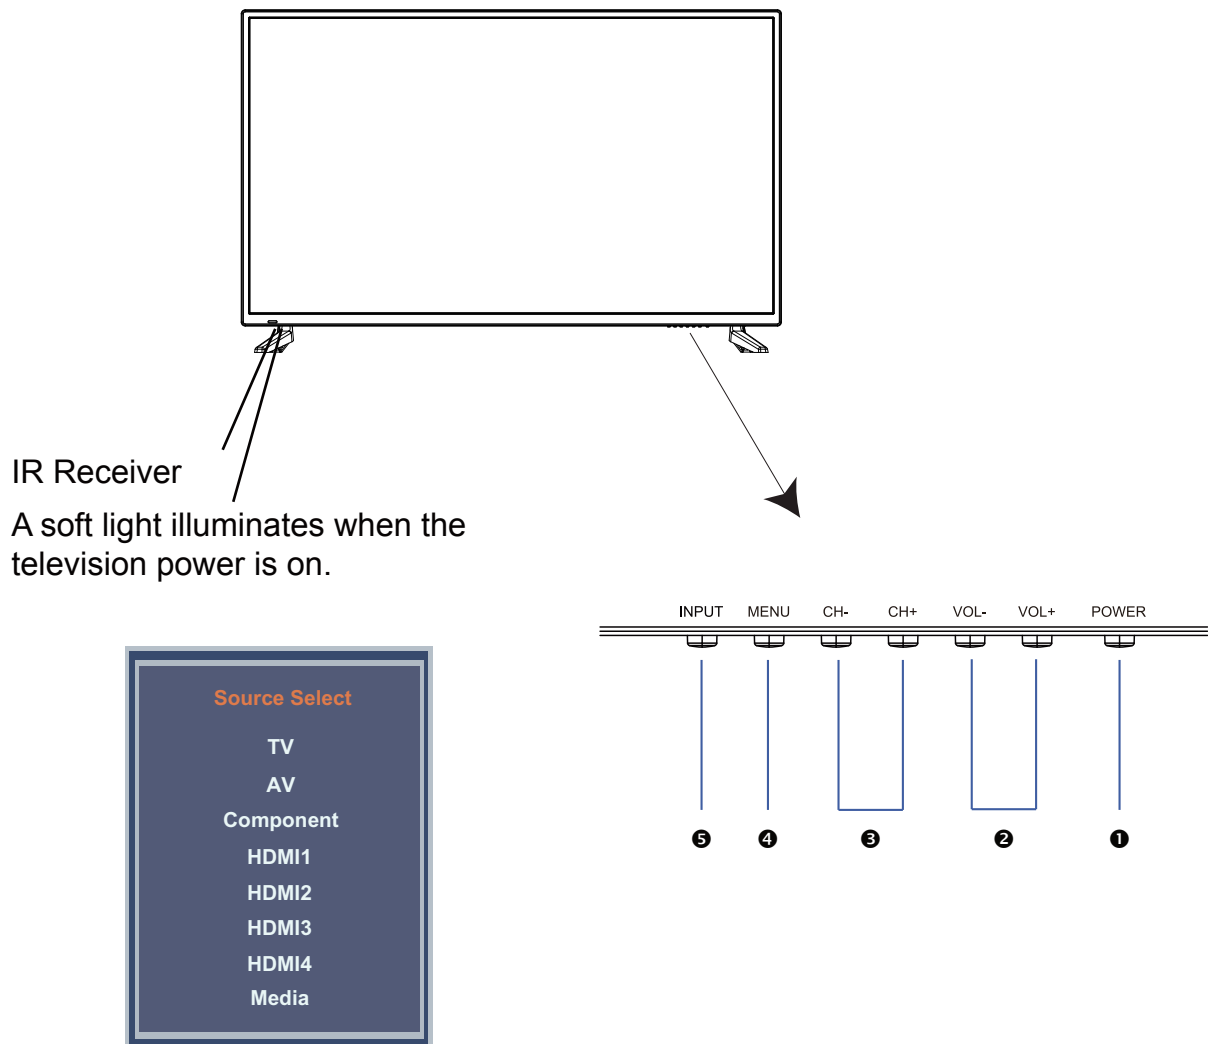 IR Receiver
A soft light illuminates when the
television power is on.
INPUT MENU CH- CH+ VOL- VOL+ POWER
❺ ❹ ❸ ❷ ❶
Source Select
TV
AV
Component
HDMI1
HDMI2
HDMI3
HDMI4
Media